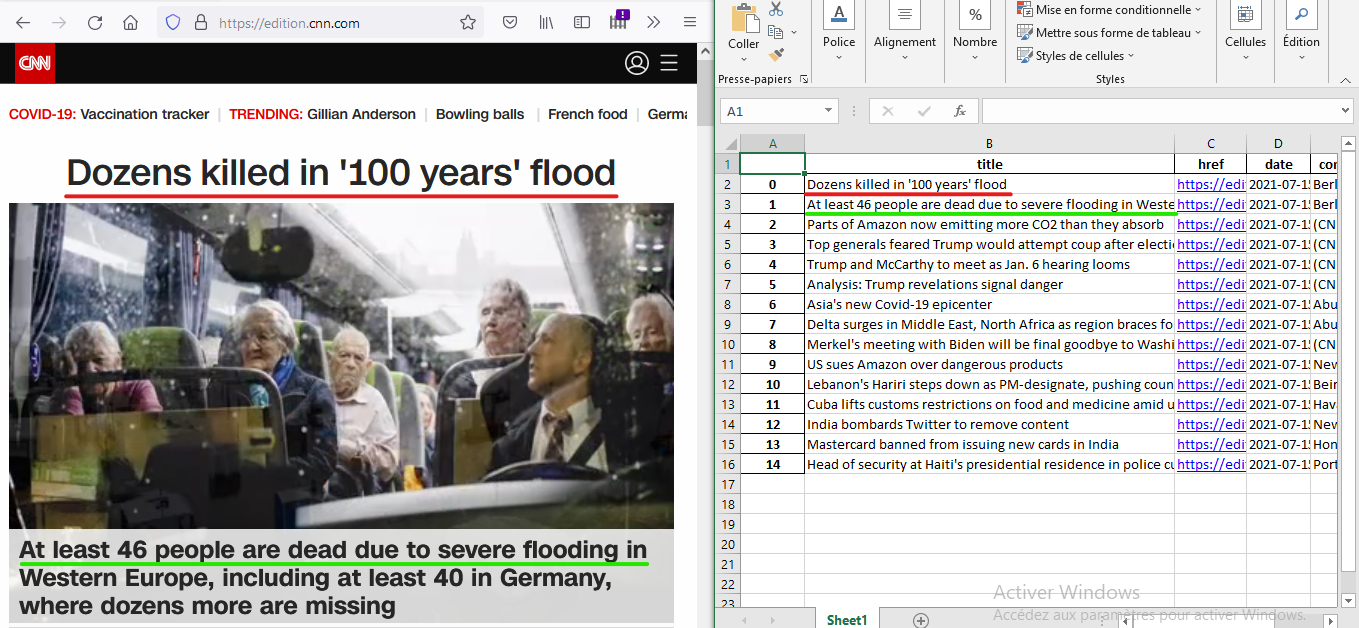 https://edition.cnn.com
CNN
COVID-19: Vaccination tracker | TRENDING: Gillian Anderson | Bowling balls | French food | Germa
Dozens killed in '100 years' flood
At least 46 people are dead due to severe flooding in
Western Europe, including at least 40 in Germany,
where dozens more are missing
Coller
Presse-papiers
Police
Alignement
%
Nombre
Mise en forme conditionnelle
Mettre sous forme de tableau
Styles de cellules
Styles
Cellules
Édition
A1
fx
A B C D
1 title href date cor
2 0 Dozens killed in '100 years' flood https://edi 2021-07-15 Berl
3 1 At least 46 people are dead due to severe flooding in Weste https://edi 2021-07-15 Berl
4 2 Parts of Amazon now emitting more CO2 than they absorb https://edi 2021-07-15 (CN
5 3 Top generals feared Trump would attempt coup after electi https://edi 2021-07-15 (CN
6 4 Trump and McCarthy to meet as Jan. 6 hearing looms https://edi 2021-07-15 (CN
7 5 Analysis: Trump revelations signal danger https://edi 2021-07-15 (CN
8 6 Asia's new Covid-19 epicenter https://edi 2021-07-15 Abu
9 7 Delta surges in Middle East, North Africa as region braces fo https://edi 2021-07-15 Abu
10 8 Merkel's meeting with Biden will be final goodbye to Washi https://edi 2021-07-15 (CN
11 9 US sues Amazon over dangerous products https://edi 2021-07-15 New
12 10 Lebanon's Hariri steps down as PM-designate, pushing coun https://edi 2021-07-15 Beir
13 11 Cuba lifts customs restrictions on food and medicine amid u https://edi 2021-07-15 Hav
14 12 India bombards Twitter to remove content https://edi 2021-07-15 New
15 13 Mastercard banned from issuing new cards in India https://edi 2021-07-15 Hon
16 14 Head of security at Haiti's presidential residence in police cu https://edi 2021-07-15 Port
17
18
19
20
21
22
23
Activer Windows
Accédez aux paramètres pour activer Windows.
Sheet1